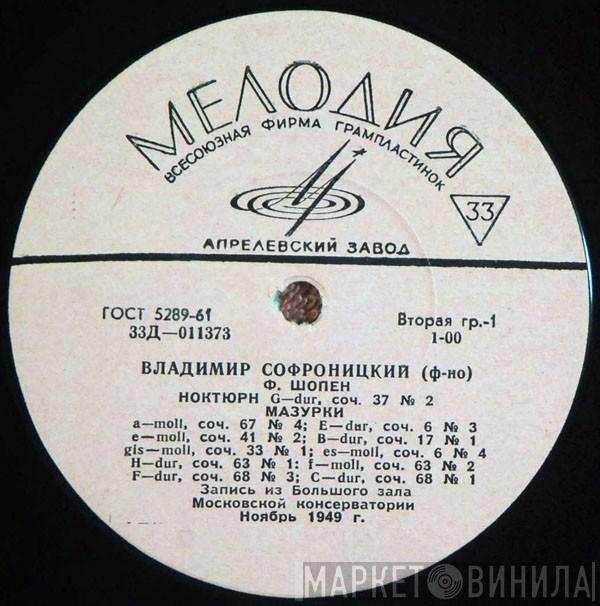 МЕЛОДИЯ
ВСЕСОЮЗНАЯ ФИРМА ГРАМПЛАСТИНОК
33
АПРЕЛЕВСКИЙ ЗАВОД
ГОСТ 5289-61
33Д—011373
Вторая гр.-1
1-00
ВЛАДИМИР СОФРОНИЦКИЙ (ф-но)
Ф. ШОПЕН
НОКТЮРН G—dur, соч. 37 № 2
МАЗУРКИ
a—moll, соч. 67 № 4; E—dur, соч. 6 № 3
e—moll, соч. 41 № 2; B—dur, соч. 17 № 1
gis—moll, соч. 33 № 1; es—moll, соч. 6 № 4
H—dur, соч. 63 № 1; f—moll, соч. 63 № 2
F—dur, соч. 68 № 3; C—dur, соч. 68 № 1
Запись из Большого зала
Московской консерватории
Ноябрь 1949 г.
МАРКЕТ ВИНИЛА